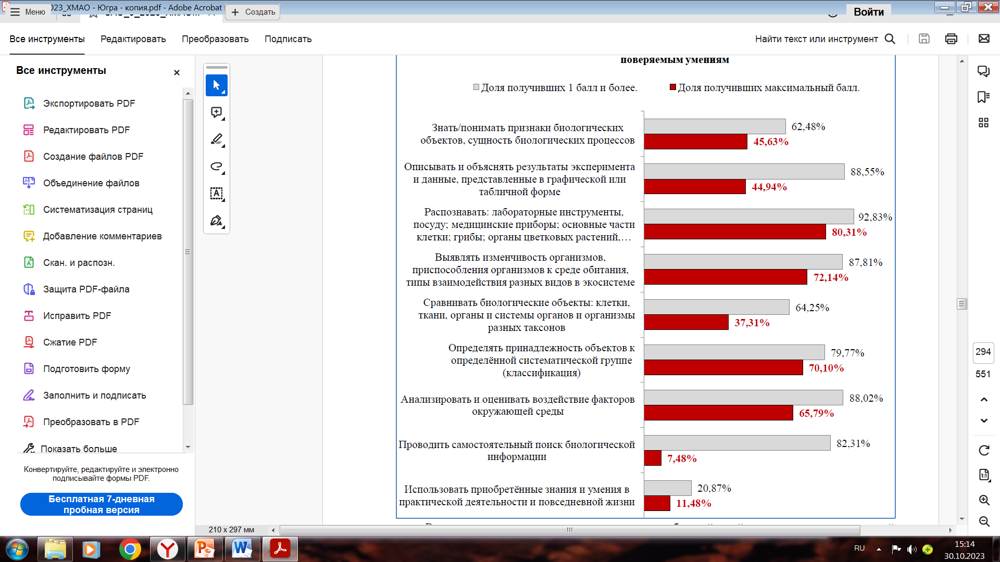 023_ХМАО - Югра - копия.pdf - Adobe Acrobat
Меню
Создать
Войти
Все инструменты
Редактировать
Преобразовать
Подписать
Найти текст или инструмент
Все инструменты
Экспортировать PDF
Редактировать PDF
Создание файлов PDF
Объединение файлов
Систематизация страниц
Добавление комментариев
Скан. и распозн.
Защита PDF-файла
Исправить PDF
Сжатие PDF
Подготовить форму
Заполнить и подписать
Преобразовать в PDF
Показать больше
Конвертируйте, редактируйте и электронно
подписывайте формы PDF.
Бесплатная 7-дневная
пробная версия
поверяемым умениям
Доля получивших 1 балл и более.
Доля получивших максимальный балл.
Знать/понимать признаки биологических
объектов, сущность биологических процессов
62,48%
45,63%
Описывать и объяснять результаты эксперимента
и данные, представленные в графической или
табличной форме
88,55%
44,94%
Распознавать: лабораторные инструменты,
посуду; медицинские приборы; основные части
клетки; грибы; органы цветковых растений,…
92,83%
80,31%
Выявлять изменчивость организмов,
приспособления организмов к среде обитания,
типы взаимодействия разных видов в экосистеме
87,81%
72,14%
Сравнивать биологические объекты: клетки,
ткани, органы и системы органов и организмы
разных таксонов
64,25%
37,31%
Определять принадлежность объектов к
определённой систематической группе
(классификация)
79,77%
70,10%
Анализировать и оценивать воздействие факторов
окружающей среды
88,02%
65,79%
Проводить самостоятельный поиск биологической
информации
82,31%
7,48%
Использовать приобретённые знания и умения в
практической деятельности и повседневной жизни
20,87%
11,48%
294
551
1:1
210 x 297 мм
RU
15:14
30.10.2023